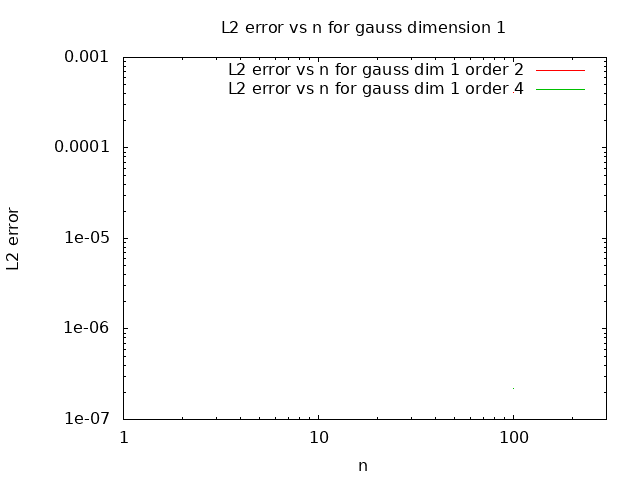 L2 error vs n for gauss dimension 1
L2 error vs n for gauss dim 1 order 2
L2 error vs n for gauss dim 1 order 4
0.001
0.0001
1e-05
1e-06
1e-07
L2 error
1 10 100
n